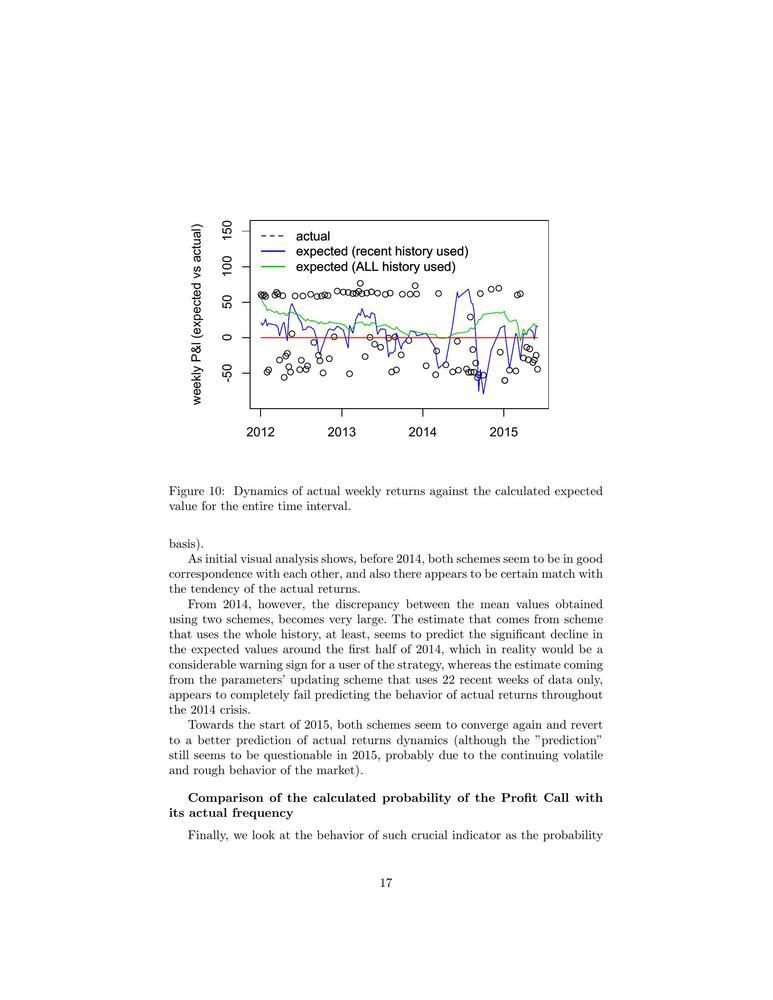 weekly P&l (expected vs actual)
150
100
50
0
-50
actual
expected (recent history used)
expected (ALL history used)
2012 2013 2014 2015
Figure 10: Dynamics of actual weekly returns against the calculated expected
value for the entire time interval.
basis).
As initial visual analysis shows, before 2014, both schemes seem to be in good
correspondence with each other, and also there appears to be certain match with
the tendency of the actual returns.
From 2014, however, the discrepancy between the mean values obtained
using two schemes, becomes very large. The estimate that comes from scheme
that uses the whole history, at least, seems to predict the significant decline in
the expected values around the first half of 2014, which in reality would be a
considerable warning sign for a user of the strategy, whereas the estimate coming
from the parameters' updating scheme that uses 22 recent weeks of data only,
appears to completely fail predicting the behavior of actual returns throughout
the 2014 crisis.
Towards the start of 2015, both schemes seem to converge again and revert
to a better prediction of actual returns dynamics (although the "prediction"
still seems to be questionable in 2015, probably due to the continuing volatile
and rough behavior of the market).
Comparison of the calculated probability of the Profit Call with
its actual frequency
Finally, we look at the behavior of such crucial indicator as the probability
17